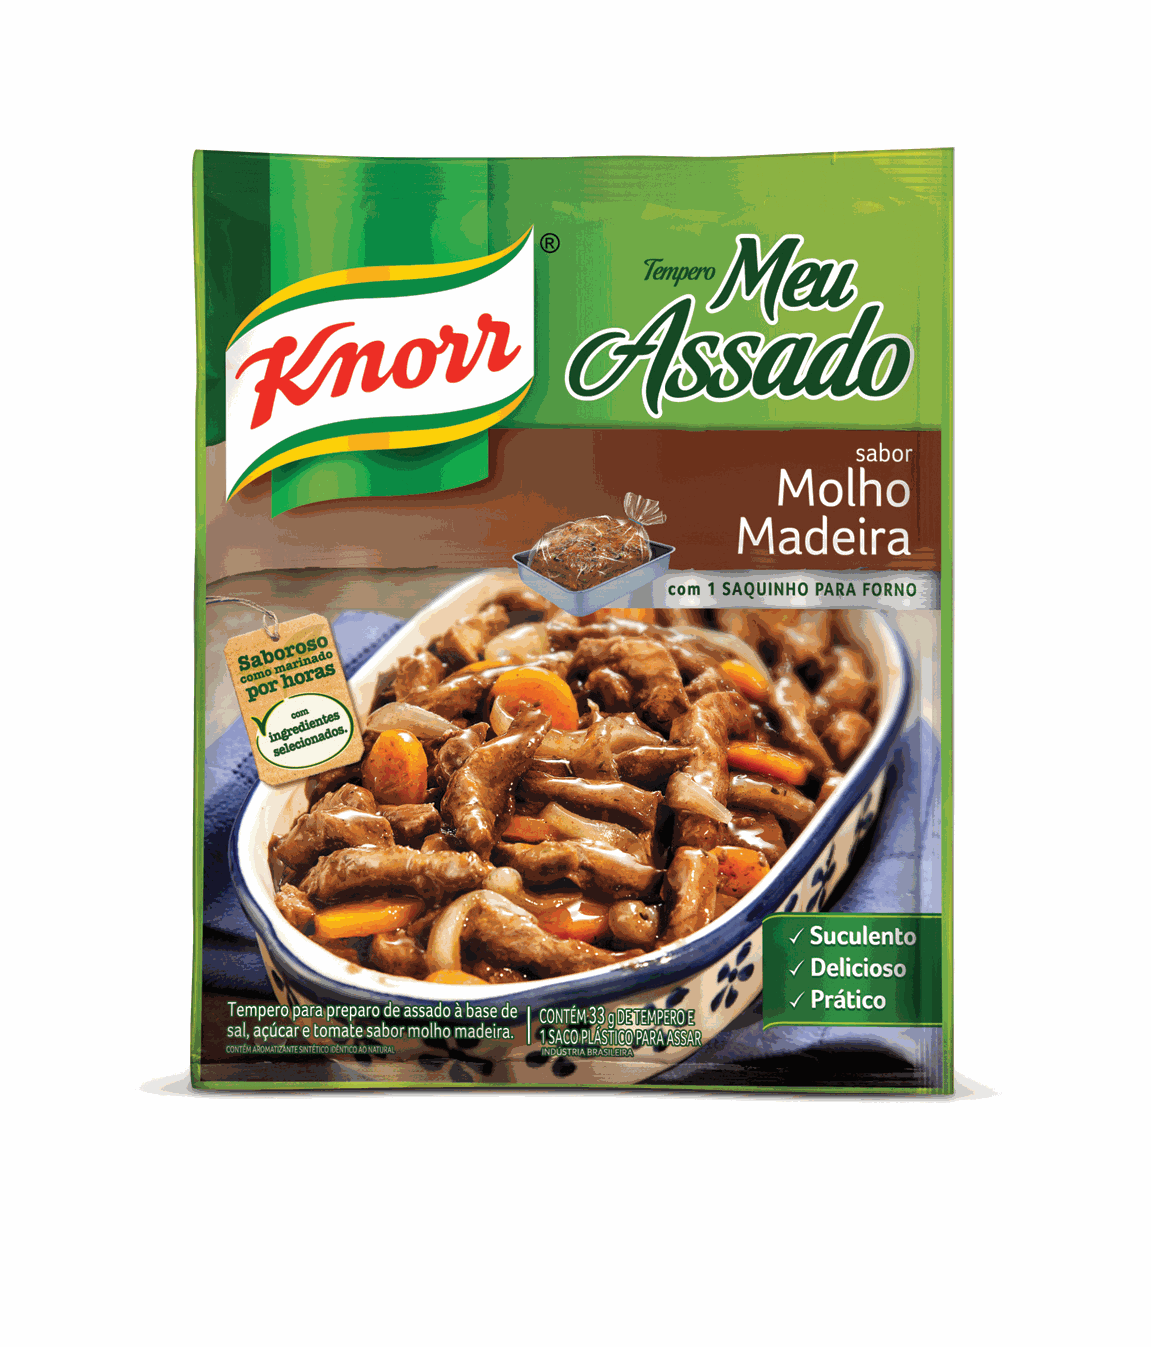 Knorr®
Tempero Meu
Assado
sabor
Molho
Madeira
com 1 SAQUINHO PARA FORNO
Saboroso
como marinado
por horas
com
ingredientes
selecionados.
✓ Suculento
✓ Delicioso
✓ Prático
Tempero para preparo de assado à base de
sal, açúcar e tomate sabor molho madeira.
CONTÉM AROMATIZANTE SINTÉTICO IDÊNTICO AO NATURAL
CONTÉM 33 g DE TEMPERO E
1 SACO PLÁSTICO PARA ASSAR
INDÚSTRIA BRASILEIRA